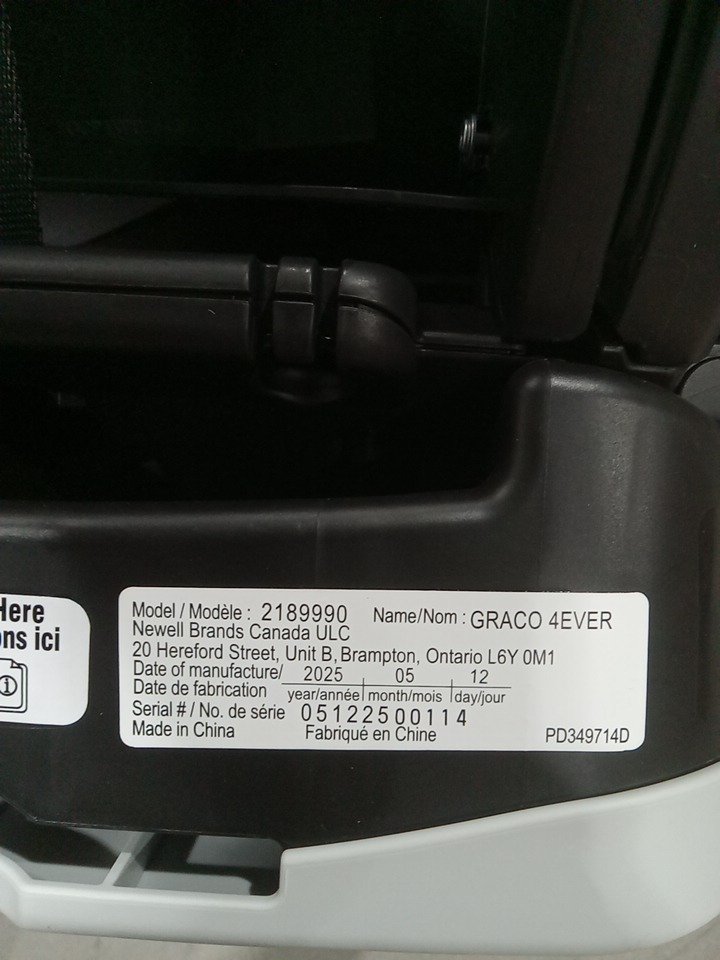 Here
ons ici
Model / Modèle : 2189990 Name/Nom : GRACO 4EVER
Newell Brands Canada ULC
20 Hereford Street, Unit B, Brampton, Ontario L6Y 0M1
Date of manufacture/ 2025 05 12
Date de fabrication year/année month/mois day/jour
Serial # / No. de série 05122500114
Made in China Fabriqué en Chine PD349714D